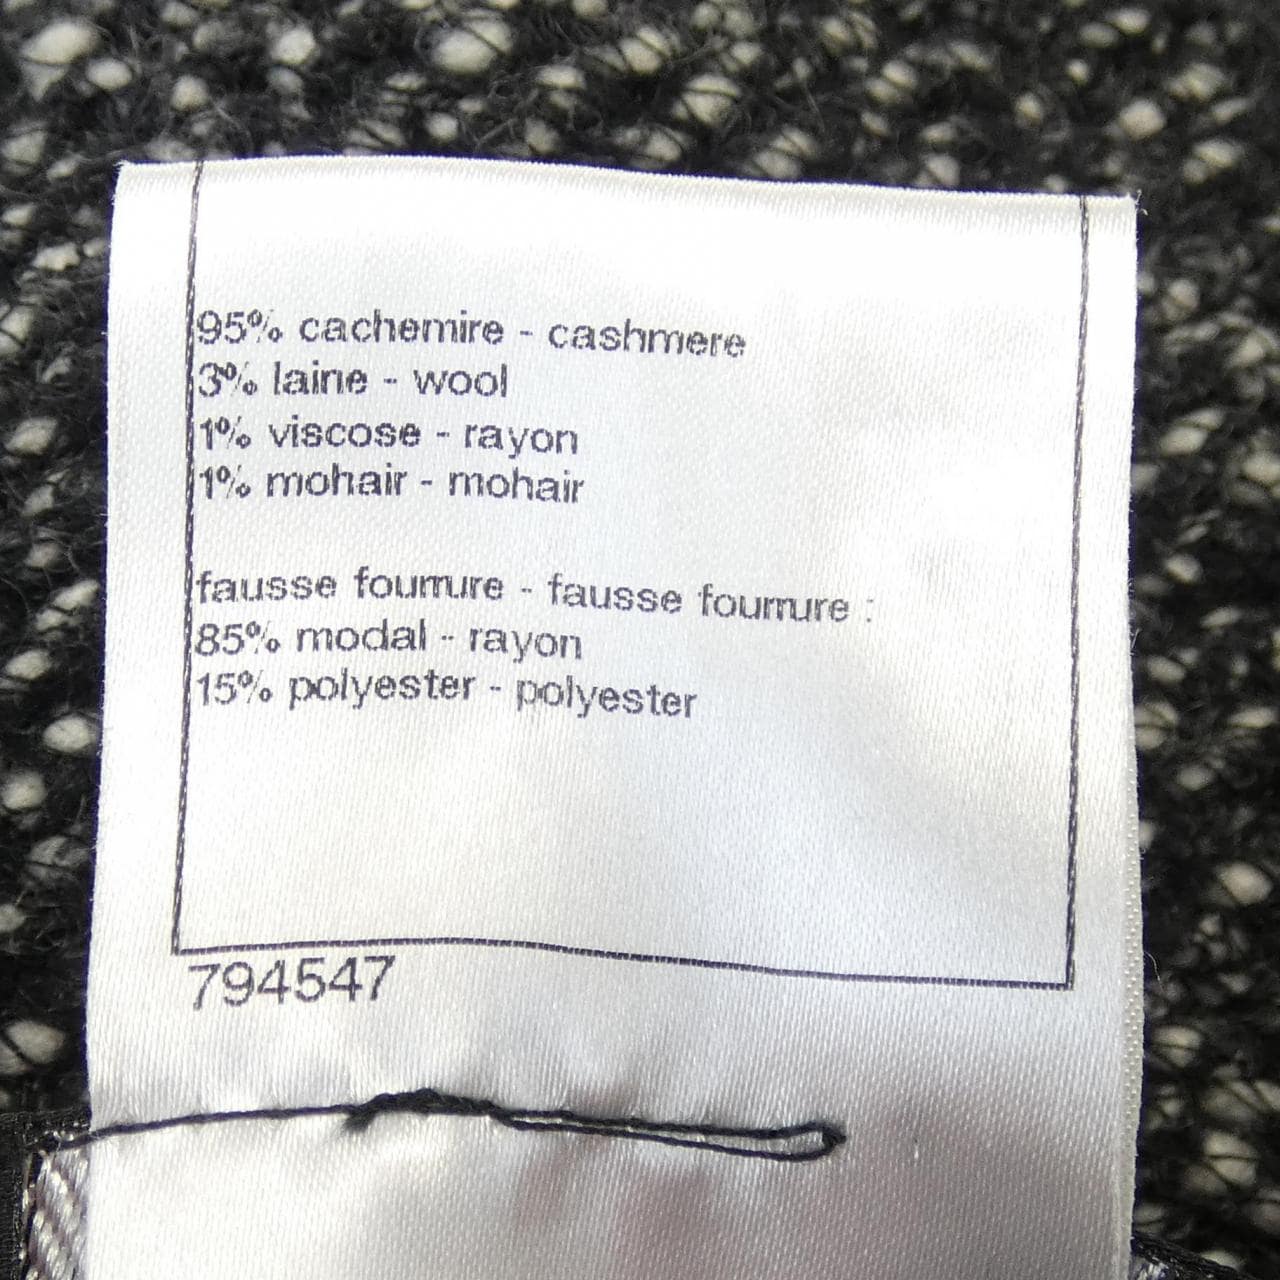 95% cachemire - cashmere
3% laine - wool
1% viscose - rayon
1% mohair - mohair
fausse fourrure - fausse fourrure :
85% modal - rayon
15% polyester - polyester
794547